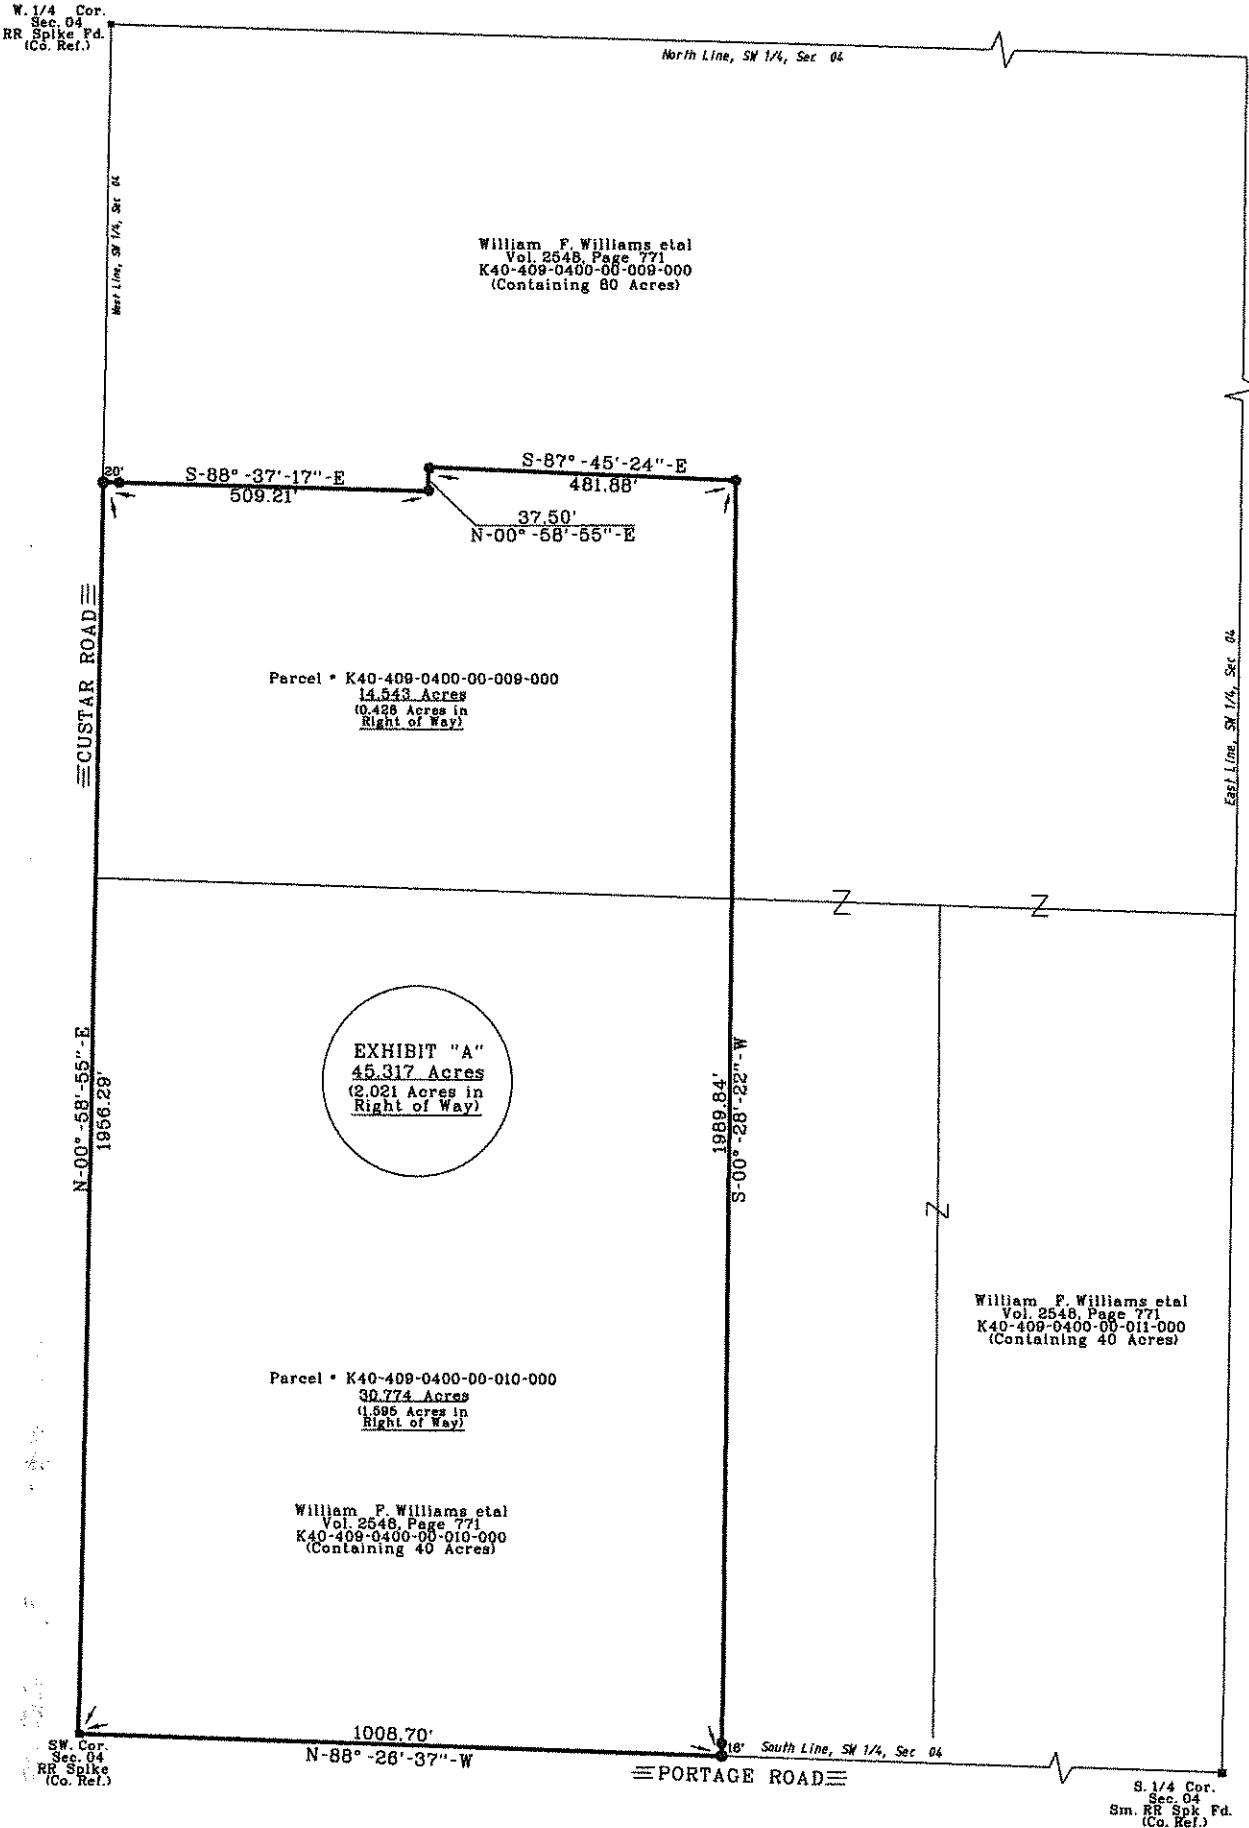 W. 1/4 Cor.
Sec. 04
RR Spike Fd.
(Co. Ref.)
North Line, SW 1/4, Sec 04
West Line, SW 1/4, Sec 04
William F. Williams etal
Vol. 2548, Page 771
K40-409-0400-00-009-000
(Containing 80 Acres)
20'
S-88°-37'-17"-E
509.21'
S-87°-45'-24"-E
481.88'
37.50'
N-00°-58'-55"-E
CUSTAR ROAD
East Line, SW 1/4, Sec 04
Parcel * K40-409-0400-00-009-000
14.543 Acres
(0.426 Acres in
Right of Way)
Z Z
N-00°-58'-55"-E
1956.29'
EXHIBIT "A"
45.317 Acres
(2.021 Acres in
Right of Way)
1989.84'
S-00°-28'-22"-W
Z
William F. Williams etal
Vol. 2548, Page 771
K40-409-0400-00-011-000
(Containing 40 Acres)
Parcel * K40-409-0400-00-010-000
30.774 Acres
(1.595 Acres in
Right of Way)
William F. Williams etal
Vol. 2548, Page 771
K40-409-0400-00-010-000
(Containing 40 Acres)
SW. Cor.
Sec. 04
RR Spike
(Co. Ref.)
1008.70'
N-88°-26'-37"-W
16'
South Line, SW 1/4, Sec 04
PORTAGE ROAD
S. 1/4 Cor.
Sec. 04
Sm. RR Spk Fd.
(Co. Ref.)